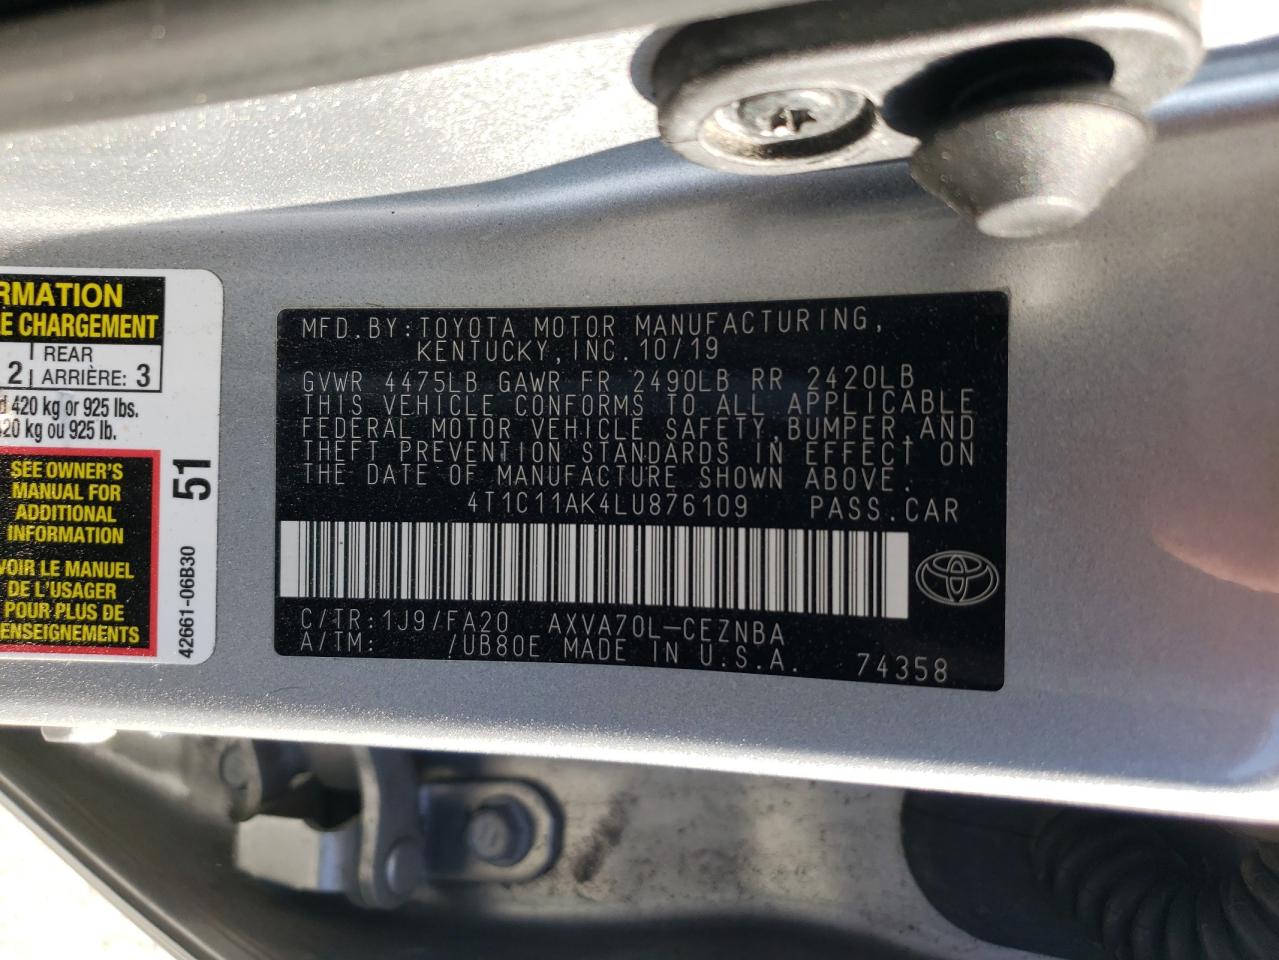 RMATION
E CHARGEMENT
REAR
2 ARRIÈRE: 3
420 kg or 925 lbs.
20 kg ou 925 lb.
SEE OWNER'S
MANUAL FOR
ADDITIONAL
INFORMATION
VOIR LE MANUEL
DE L'USAGER
POUR PLUS DE
ENSEIGNEMENTS
51
42661-06B30
MFD.BY:TOYOTA MOTOR MANUFACTURING,
KENTUCKY,INC.10/19
GVWR 4475LB GAWR FR 2490LB RR 2420LB
THIS VEHICLE CONFORMS TO ALL APPLICABLE
FEDERAL MOTOR VEHICLE SAFETY,BUMPER,AND
THEFT PREVENTION STANDARDS IN EFFECT ON
THE DATE OF MANUFACTURE SHOWN ABOVE.
4T1C11AK4LU876109 PASS.CAR
C/TR:1J9/FA20 AXVA70L-CEZNBA
A/TM: /UB80E MADE IN U.S.A. 74358